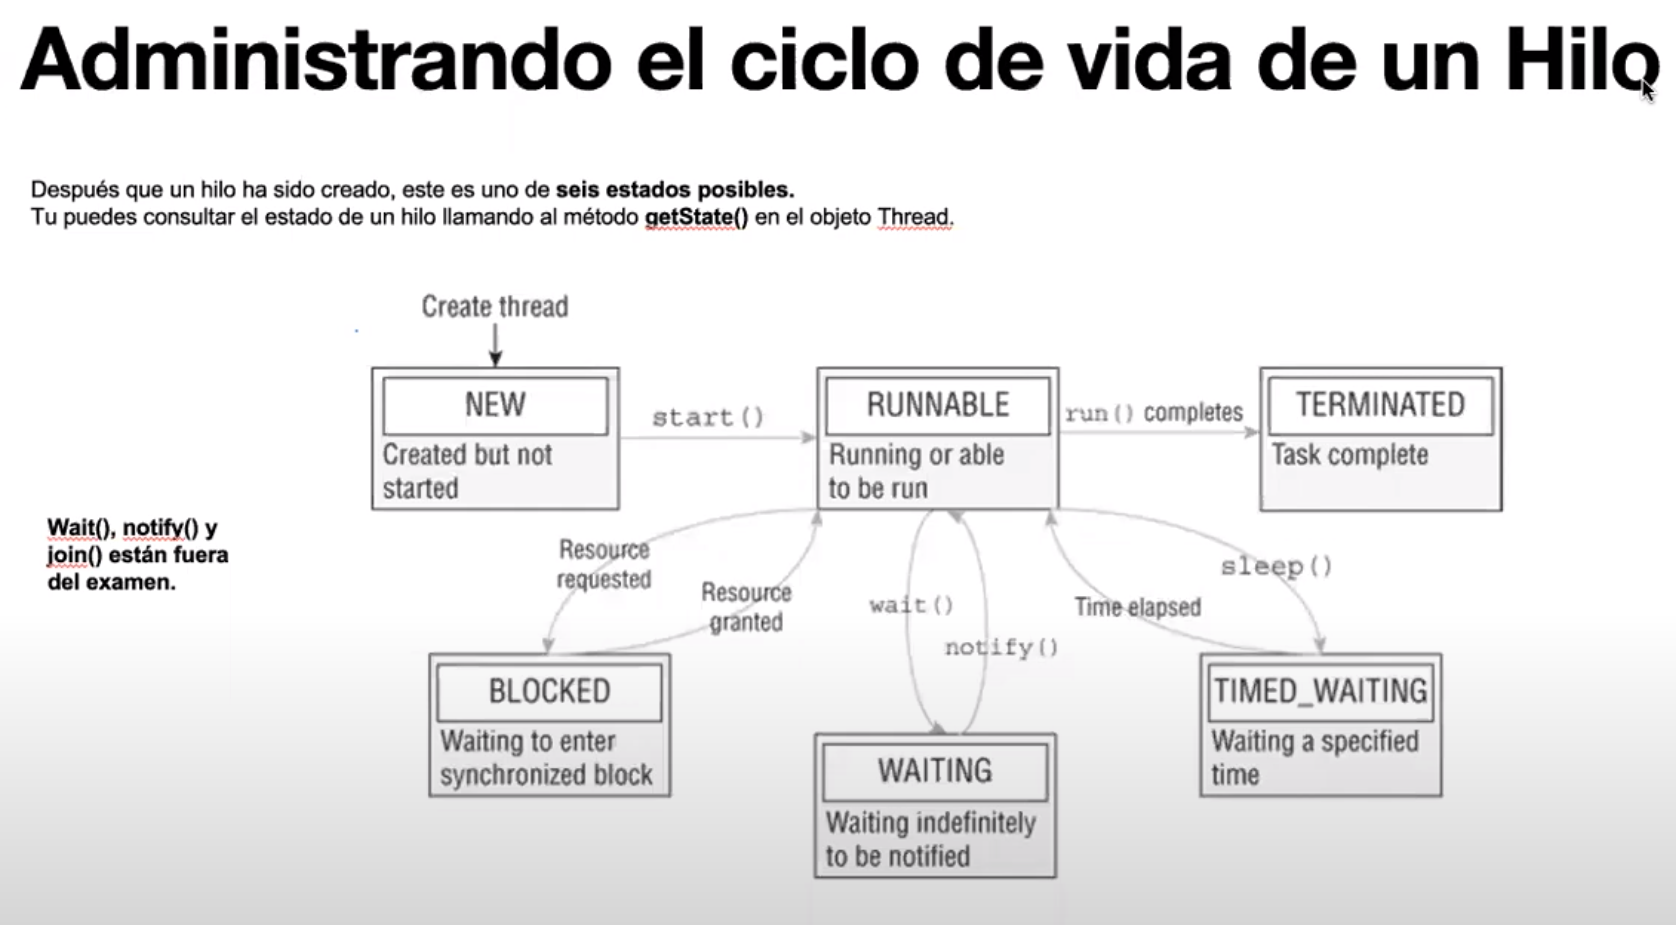 Administrando el ciclo de vida de un Hilo
Después que un hilo ha sido creado, este es uno de seis estados posibles.
Tu puedes consultar el estado de un hilo llamando al método getState() en el objeto Thread.
Create thread
NEW
Created but not
started
start()
RUNNABLE
Running or able
to be run
run() completes
TERMINATED
Task complete
Wait(), notify() y
join() están fuera
del examen.
Resource
requested
Resource
granted
wait()
notify()
Time elapsed
sleep()
BLOCKED
Waiting to enter
synchronized block
WAITING
Waiting indefinitely
to be notified
TIMED_WAITING
Waiting a specified
time